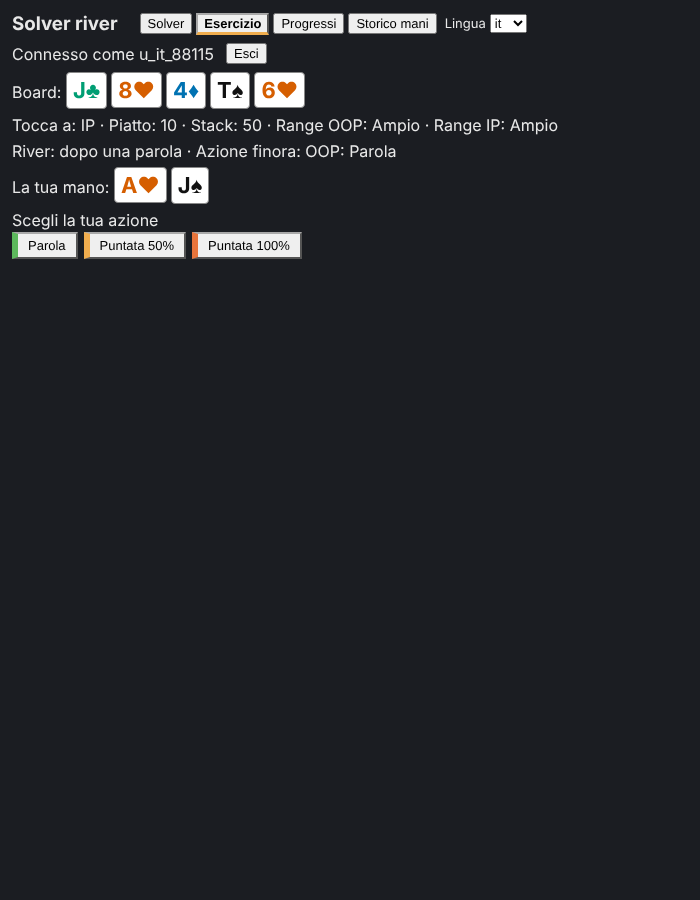 Solver river Solver Esercizio Progressi Storico mani Lingua it
Connesso come u_it_88115 Esci
Board: J♣ 8♥ 4♦ T♠ 6♥
Tocca a: IP · Piatto: 10 · Stack: 50 · Range OOP: Ampio · Range IP: Ampio
River: dopo una parola · Azione finora: OOP: Parola
La tua mano: A♥ J♠
Scegli la tua azione
Parola Puntata 50% Puntata 100%